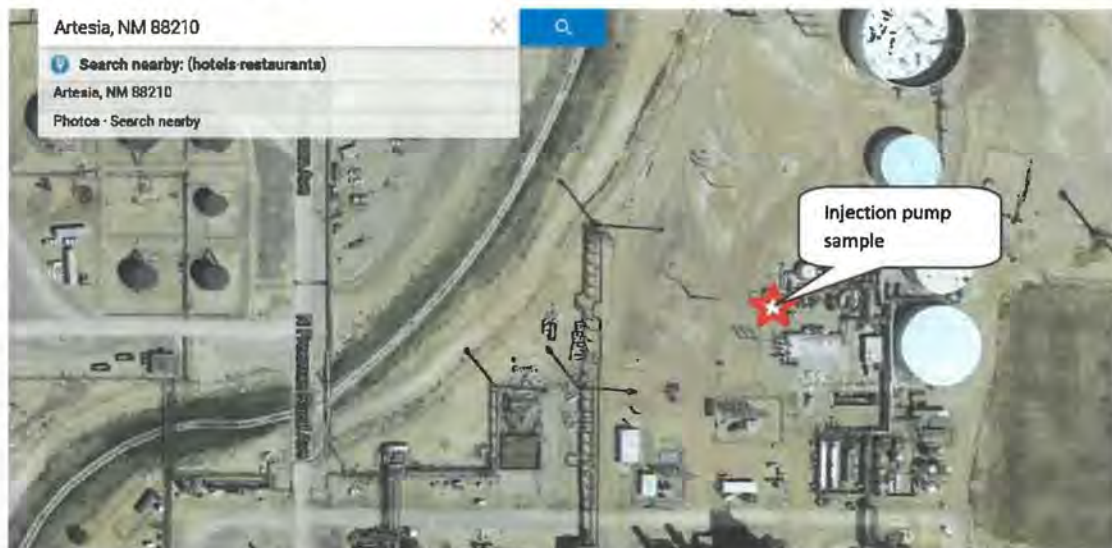 Artesia, NM 88210
Search nearby: (hotels-restaurants)
Artesia, NM 88210
Photos · Search nearby
Injection pump
sample